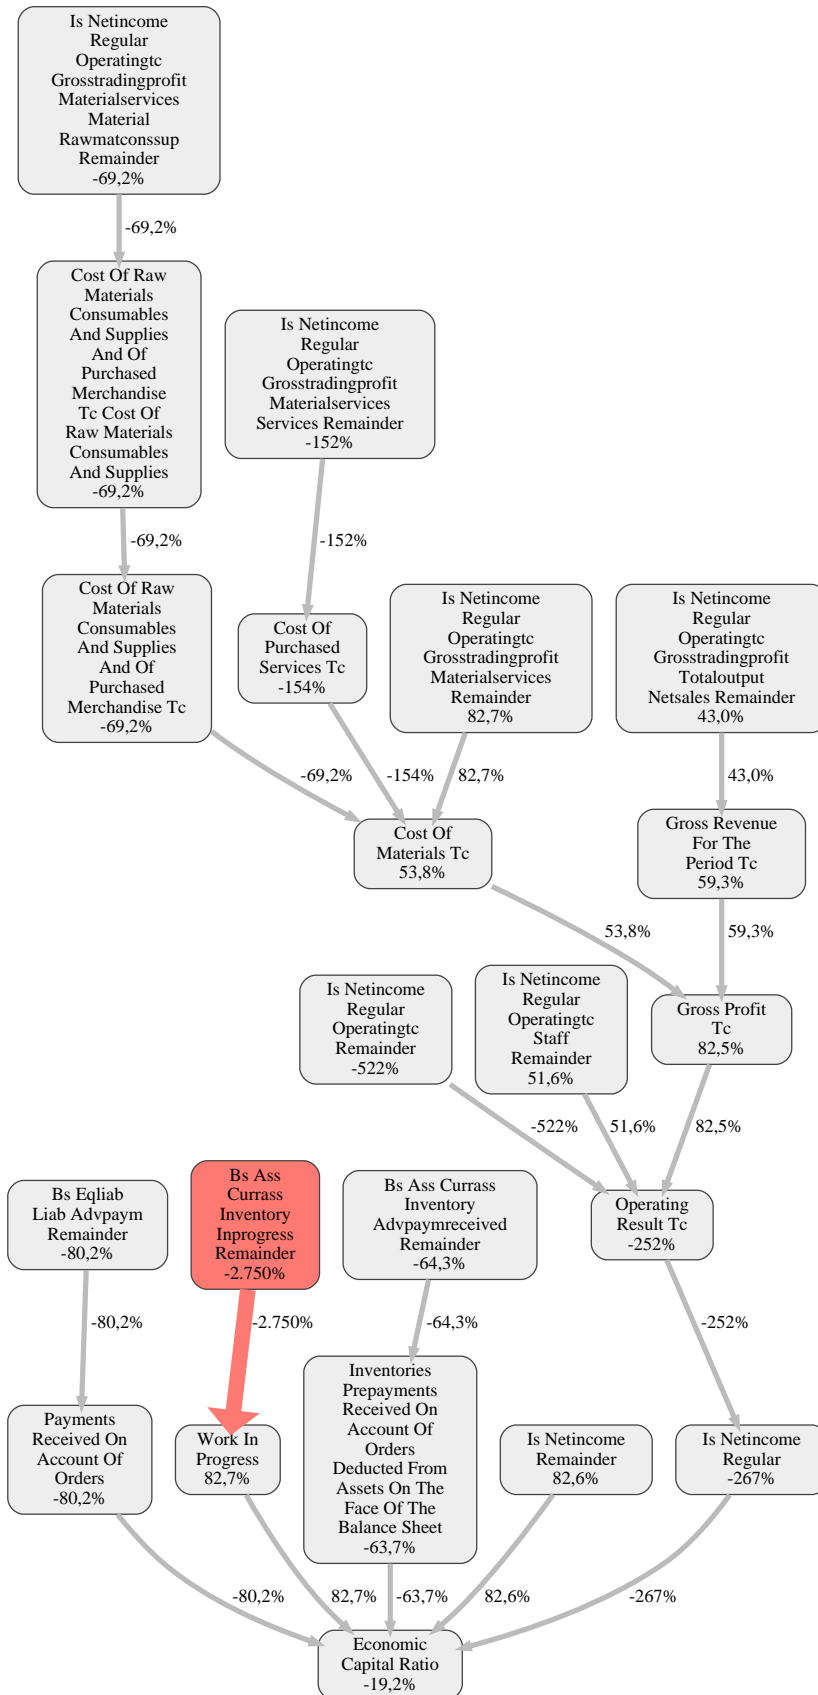 Is Netincome
Regular
Operatingtc
Grosstradingprofit
Materialservices
Material
Rawmatconssup
Remainder
-69,2%
-69,2%
Cost Of Raw
Materials
Consumables
And Supplies
And Of
Purchased
Merchandise
Tc Cost Of
Raw Materials
Consumables
And Supplies
-69,2%
Is Netincome
Regular
Operatingtc
Grosstradingprofit
Materialservices
Services Remainder
-152%
-69,2%
-152%
Cost Of Raw
Materials
Consumables
And Supplies
And Of
Purchased
Merchandise Tc
-69,2%
Cost Of
Purchased
Services Tc
-154%
Is Netincome
Regular
Operatingtc
Grosstradingprofit
Materialservices
Remainder
82,7%
Is Netincome
Regular
Operatingtc
Grosstradingprofit
Totaloutput
Netsales Remainder
43,0%
-69,2%
-154%
82,7%
43,0%
Cost Of
Materials Tc
53,8%
Gross Revenue
For The
Period Tc
59,3%
53,8%
59,3%
Is Netincome
Regular
Operatingtc
Remainder
-522%
Is Netincome
Regular
Operatingtc
Staff
Remainder
51,6%
Gross Profit
Tc
82,5%
-522%
51,6%
82,5%
Bs Eqliab
Liab Advpaym
Remainder
-80,2%
Bs Ass
Currass
Inventory
Inprogress
Remainder
-2.750%
Bs Ass Currass
Inventory
Advpaymreceived
Remainder
-64,3%
Operating
Result Tc
-252%
-80,2%
-2.750%
-64,3%
-252%
Payments
Received On
Account Of
Orders
-80,2%
Work In
Progress
82,7%
Inventories
Prepayments
Received On
Account Of
Orders
Deducted From
Assets On The
Face Of The
Balance Sheet
-63,7%
Is Netincome
Remainder
82,6%
Is Netincome
Regular
-267%
-80,2%
82,7%
-63,7%
82,6%
-267%
Economic
Capital Ratio
-19,2%